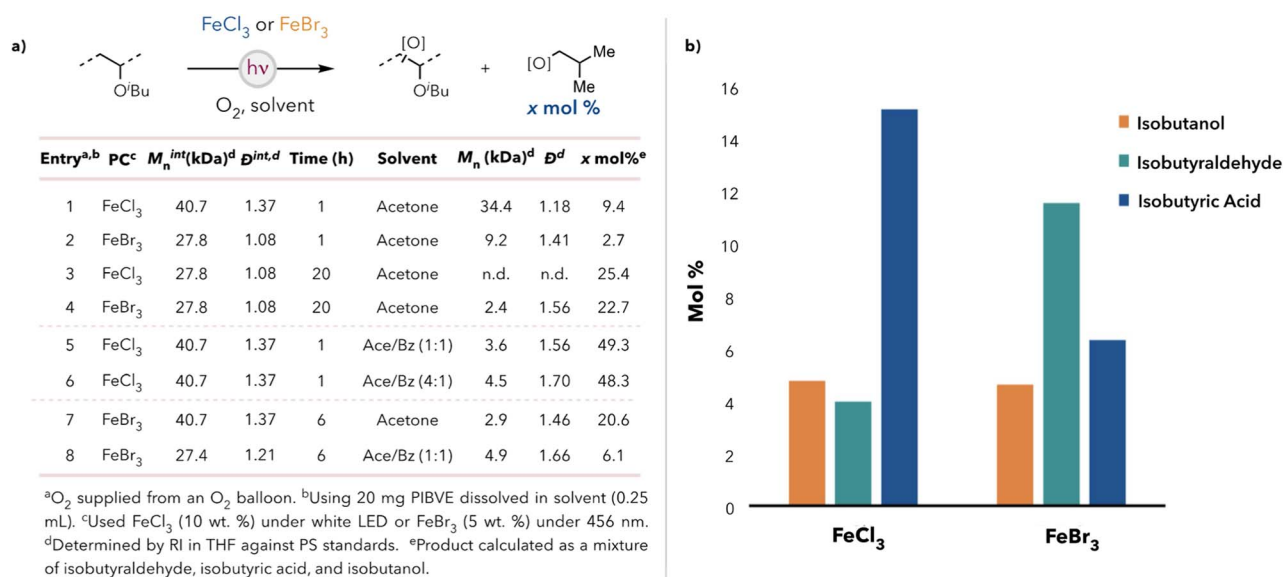 a)
FeCl3 or FeBr3
hν
O2, solvent
OiBu
+
[O]
OiBu
[O]
Me
Me
x mol %
Entrya,b PCc Mnint(kDa)d Đint,d Time (h) Solvent Mn (kDa)d Đd x mol%e
1 FeCl3 40.7 1.37 1 Acetone 34.4 1.18 9.4
2 FeBr3 27.8 1.08 1 Acetone 9.2 1.41 2.7
3 FeCl3 27.8 1.08 20 Acetone n.d. n.d. 25.4
4 FeBr3 27.8 1.08 20 Acetone 2.4 1.56 22.7
5 FeCl3 40.7 1.37 1 Ace/Bz (1:1) 3.6 1.56 49.3
6 FeCl3 40.7 1.37 1 Ace/Bz (4:1) 4.5 1.70 48.3
7 FeBr3 40.7 1.37 6 Acetone 2.9 1.46 20.6
8 FeBr3 27.4 1.21 6 Ace/Bz (1:1) 4.9 1.66 6.1
aO2 supplied from an O2 balloon. bUsing 20 mg PIBVE dissolved in solvent (0.25
mL). cUsed FeCl3 (10 wt. %) under white LED or FeBr3 (5 wt. %) under 456 nm.
dDetermined by RI in THF against PS standards. eProduct calculated as a mixture
of isobutyraldehyde, isobutyric acid, and isobutanol.
b)
Mol %
16
14
12
10
8
6
4
2
0
FeCl3
FeBr3
Isobutanol
Isobutyraldehyde
Isobutyric Acid